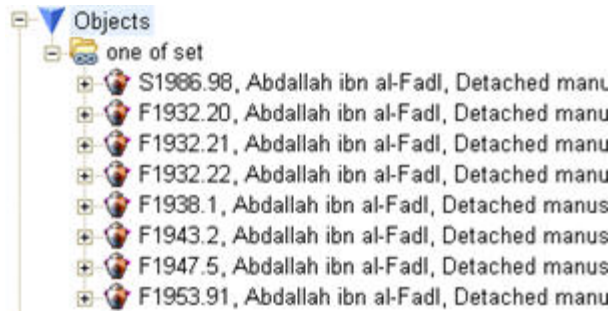 Objects
one of set
S1986.98, Abdallah ibn al-Fadl, Detached manu
F1932.20, Abdallah ibn al-Fadl, Detached manu
F1932.21, Abdallah ibn al-Fadl, Detached manu
F1932.22, Abdallah ibn al-Fadl, Detached manu
F1938.1, Abdallah ibn al-Fadl, Detached manus
F1943.2, Abdallah ibn al-Fadl, Detached manus
F1947.5, Abdallah ibn al-Fadl, Detached manus
F1953.91, Abdallah ibn al-Fadl, Detached manu